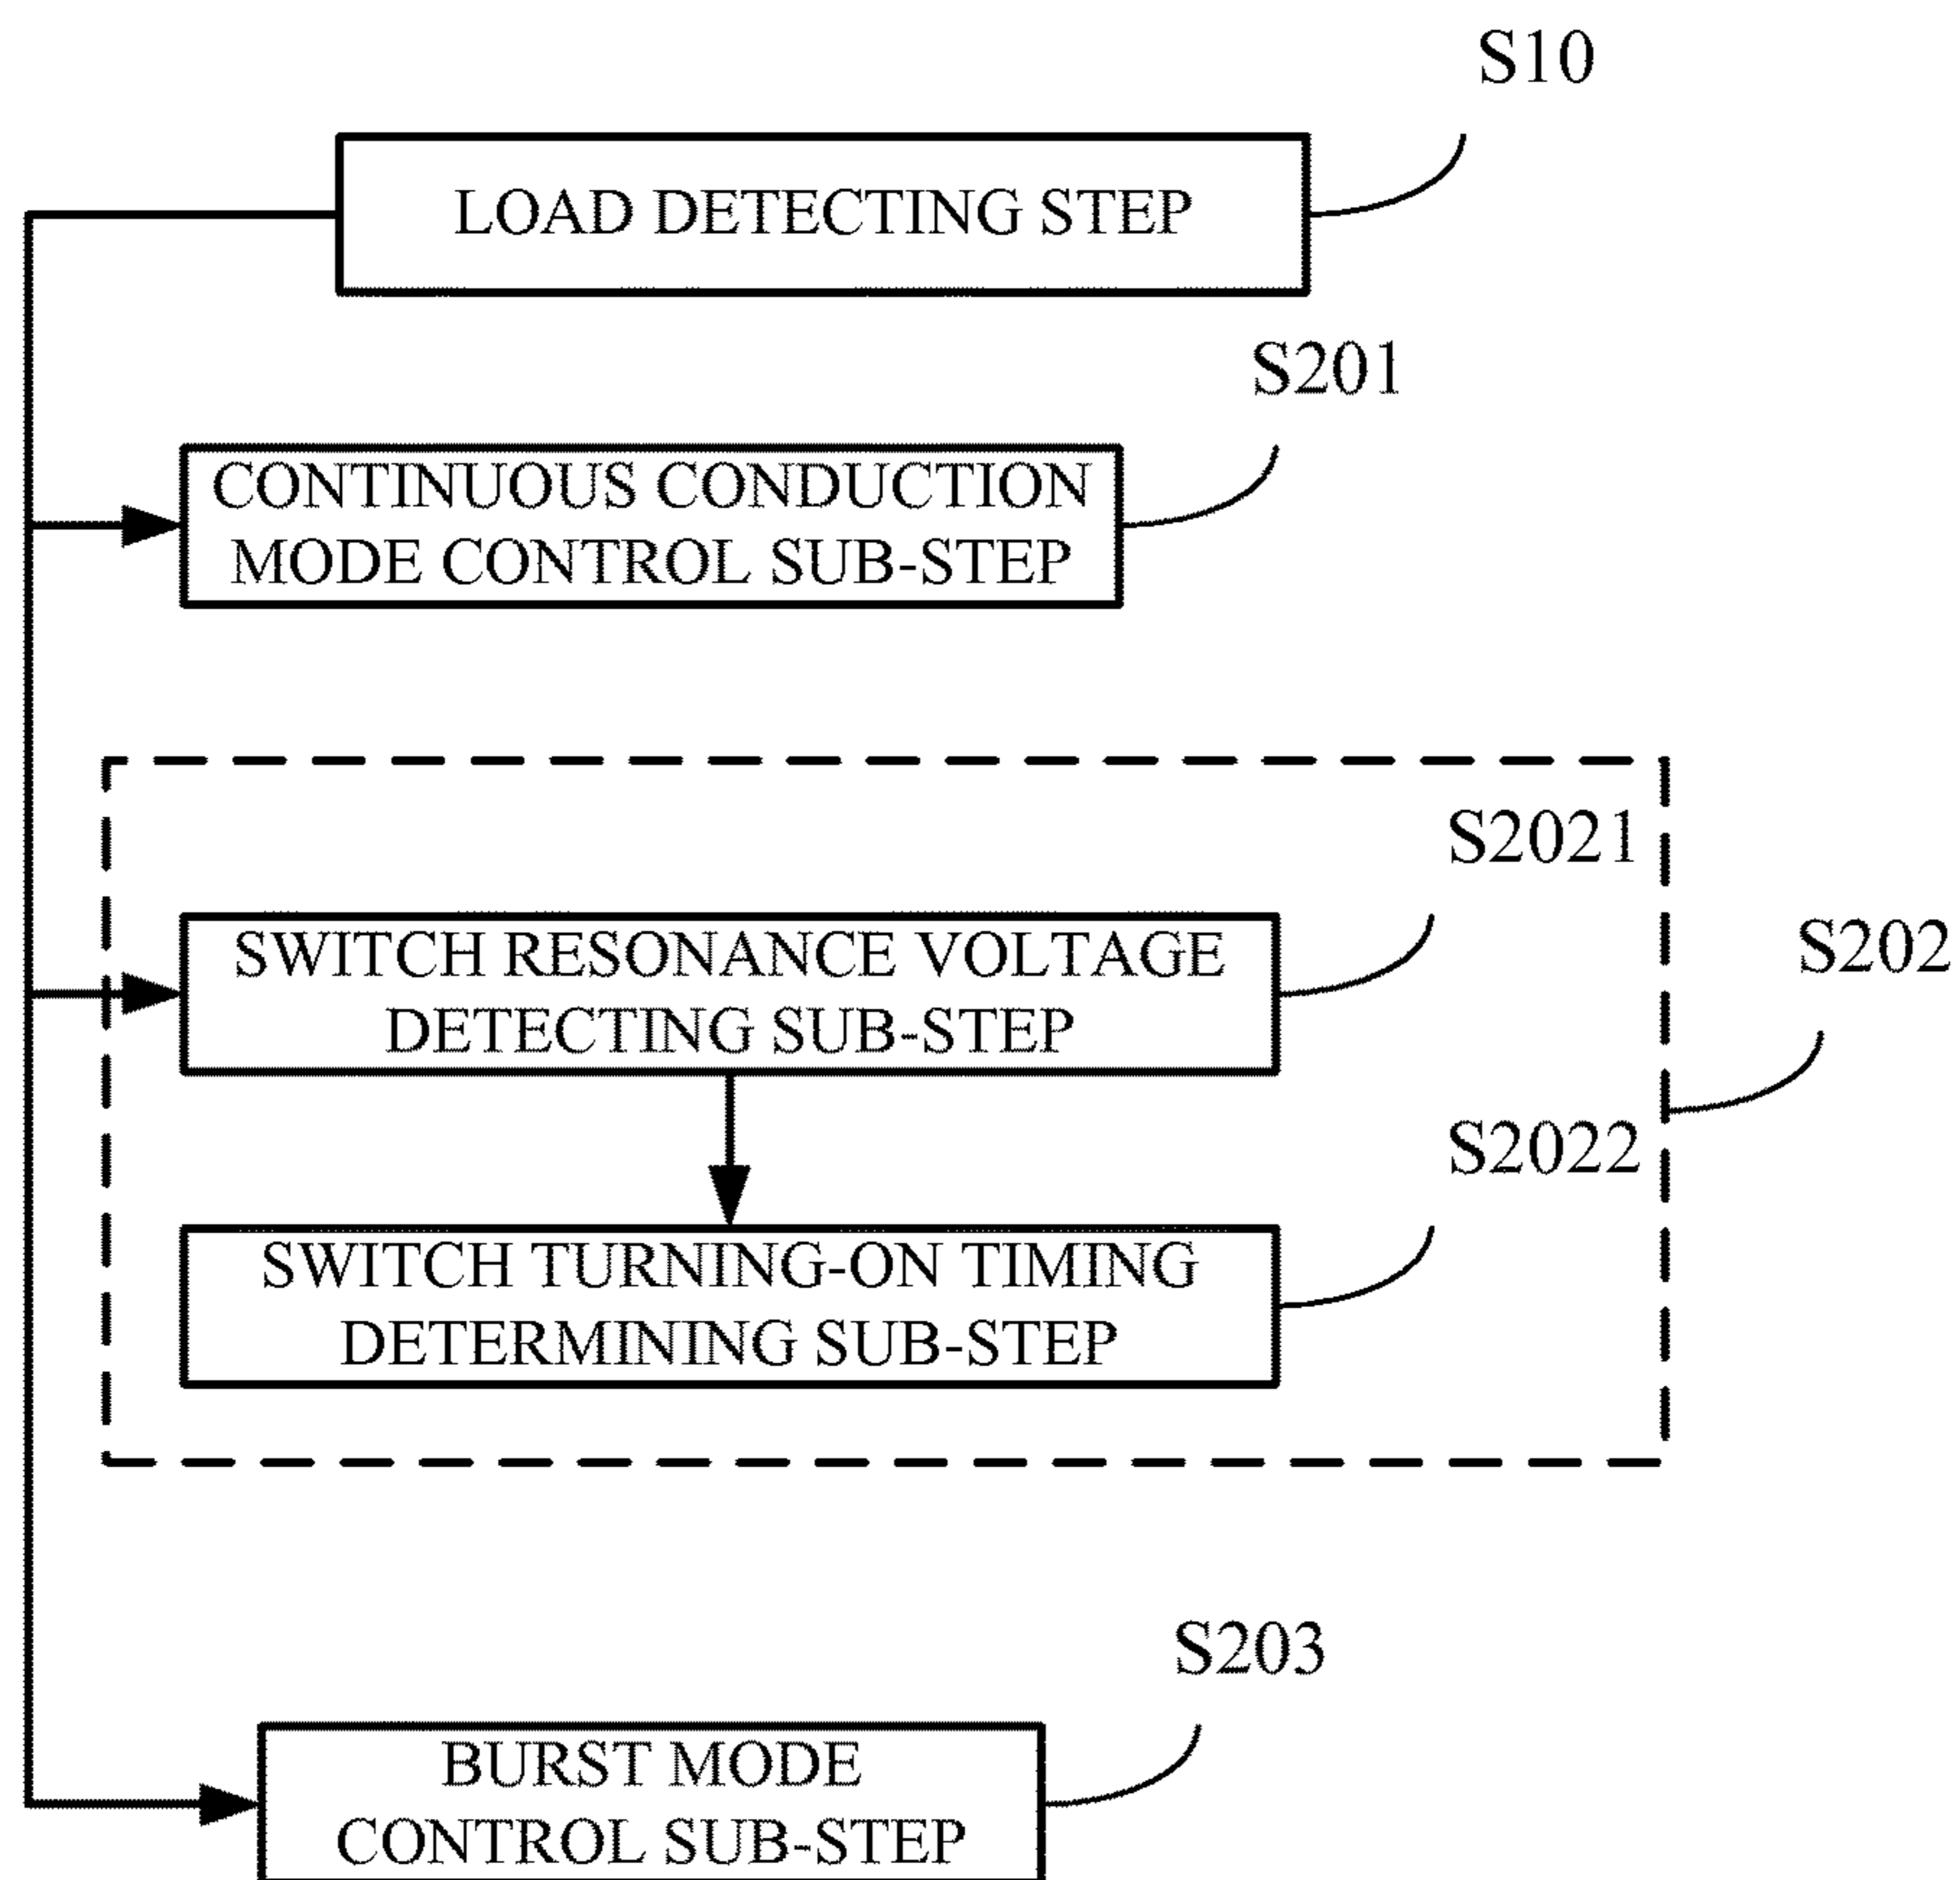 S10
LOAD DETECTING STEP
S201
CONTINUOUS CONDUCTION
MODE CONTROL SUB-STEP
S2021
SWITCH RESONANCE VOLTAGE
DETECTING SUB-STEP
S202
S2022
SWITCH TURNING-ON TIMING
DETERMINING SUB-STEP
S203
BURST MODE
CONTROL SUB-STEP